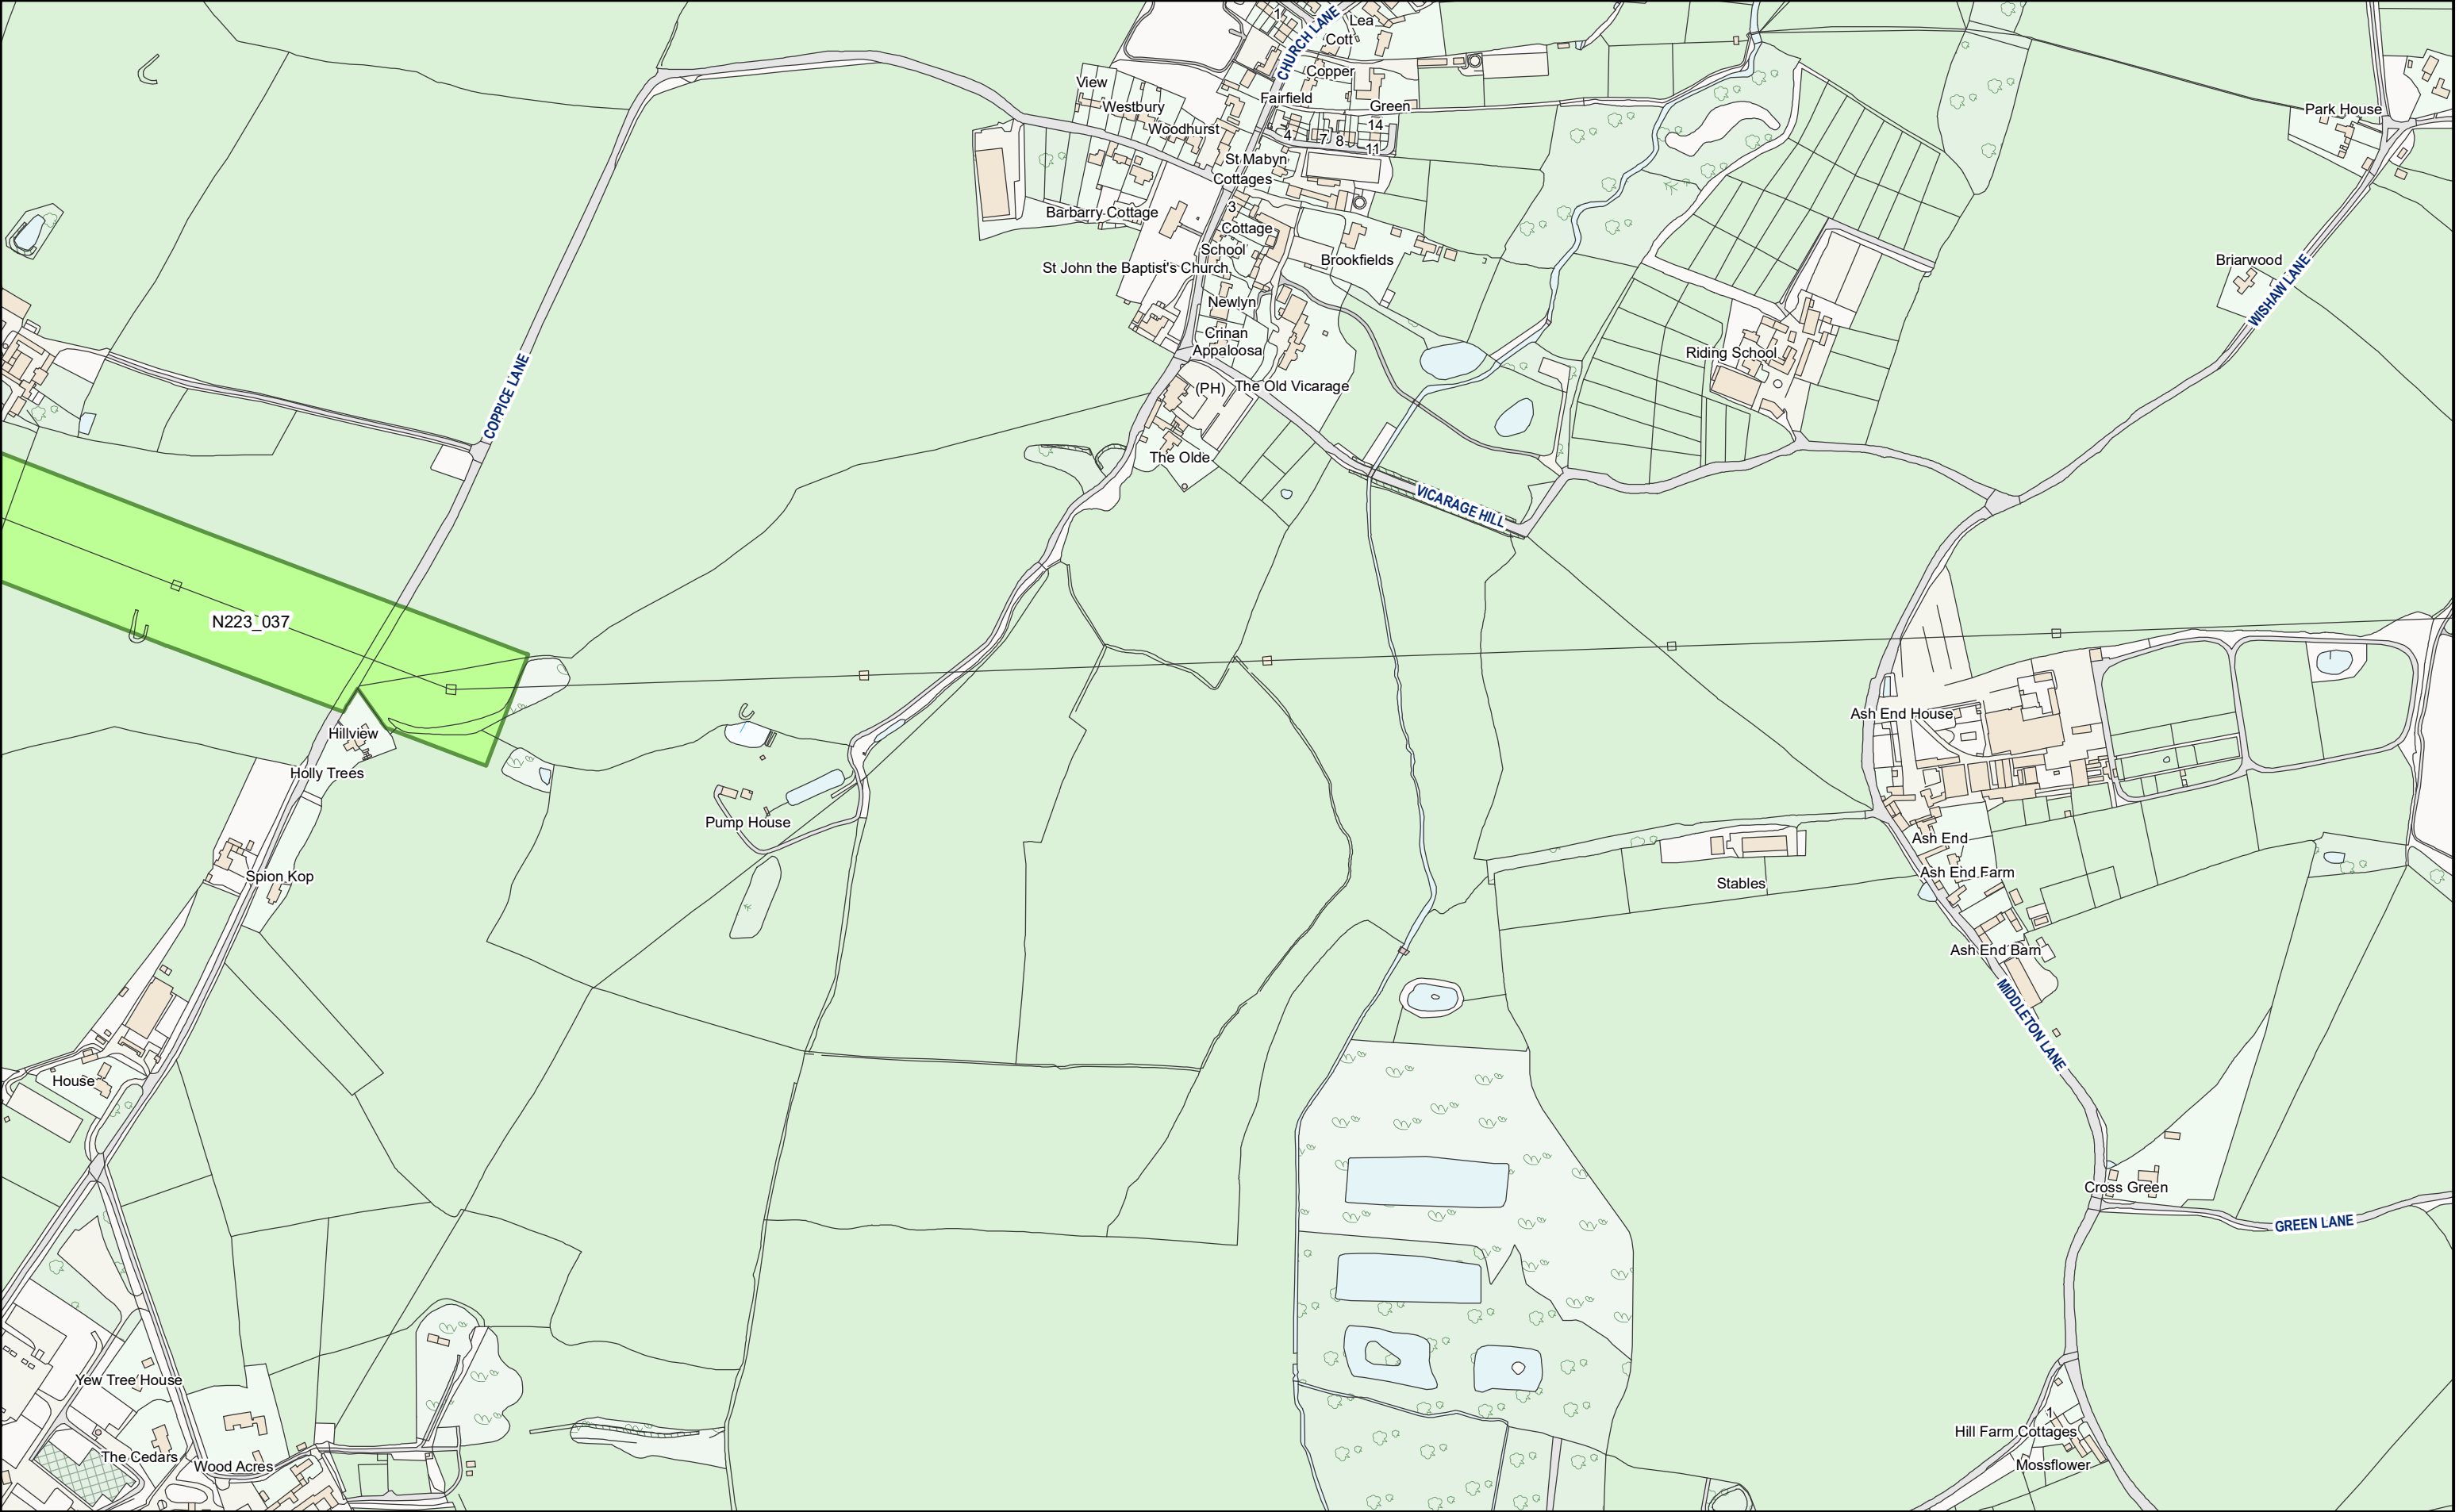 1
Lea
Cott
CHURCH LANE
Copper
View
Fairfield
Westbury
Green
Woodhurst
14
4
7
8
11
Park House
St Mabyn
Cottages
3
Barbarry Cottage
Cottage
School
Brookfields
Briarwood
St John the Baptist's Church
WISHAW LANE
Newlyn
Crinan
Appaloosa
Riding School
COPPICE LANE
(PH)
The Old Vicarage
The Olde
VICARAGE HILL
N223_037
Ash End House
Hillview
Holly Trees
Pump House
Ash End
Spion Kop
Stables
Ash End Farm
Ash End Barn
MIDDLETON LANE
House
Cross Green
GREEN LANE
Yew Tree House
1
Hill Farm Cottages
The Cedars
Wood Acres
Mossflower